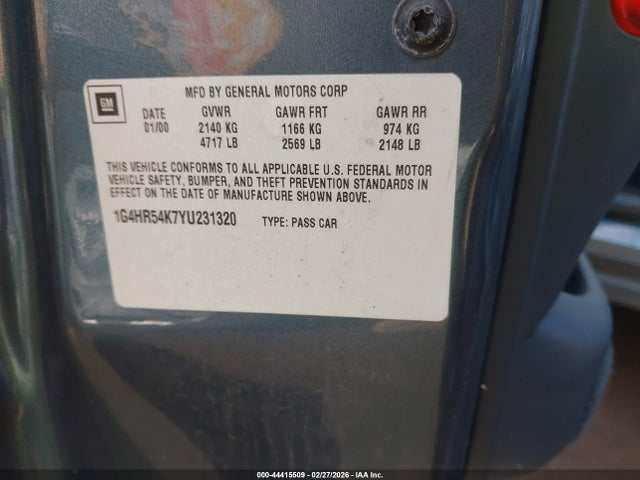 GM
MFD BY GENERAL MOTORS CORP
DATE GVWR GAWR FRT GAWR RR
01/00 2140 KG 1166 KG 974 KG
4717 LB 2569 LB 2148 LB
THIS VEHICLE CONFORMS TO ALL APPLICABLE U.S. FEDERAL MOTOR
VEHICLE SAFETY, BUMPER, AND THEFT PREVENTION STANDARDS IN
EFFECT ON THE DATE OF MANUFACTURE SHOWN ABOVE.
1G4HR54K7YU231320 TYPE: PASS CAR
000-44415509 - 02/27/2026 - IAA Inc.